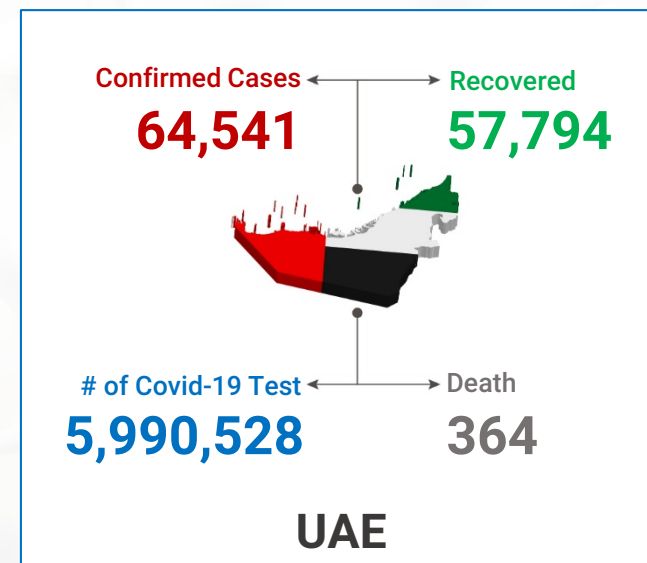 Confirmed Cases
Recovered
64,541
57,794
# of Covid-19 Test
Death
5,990,528
364
UAE